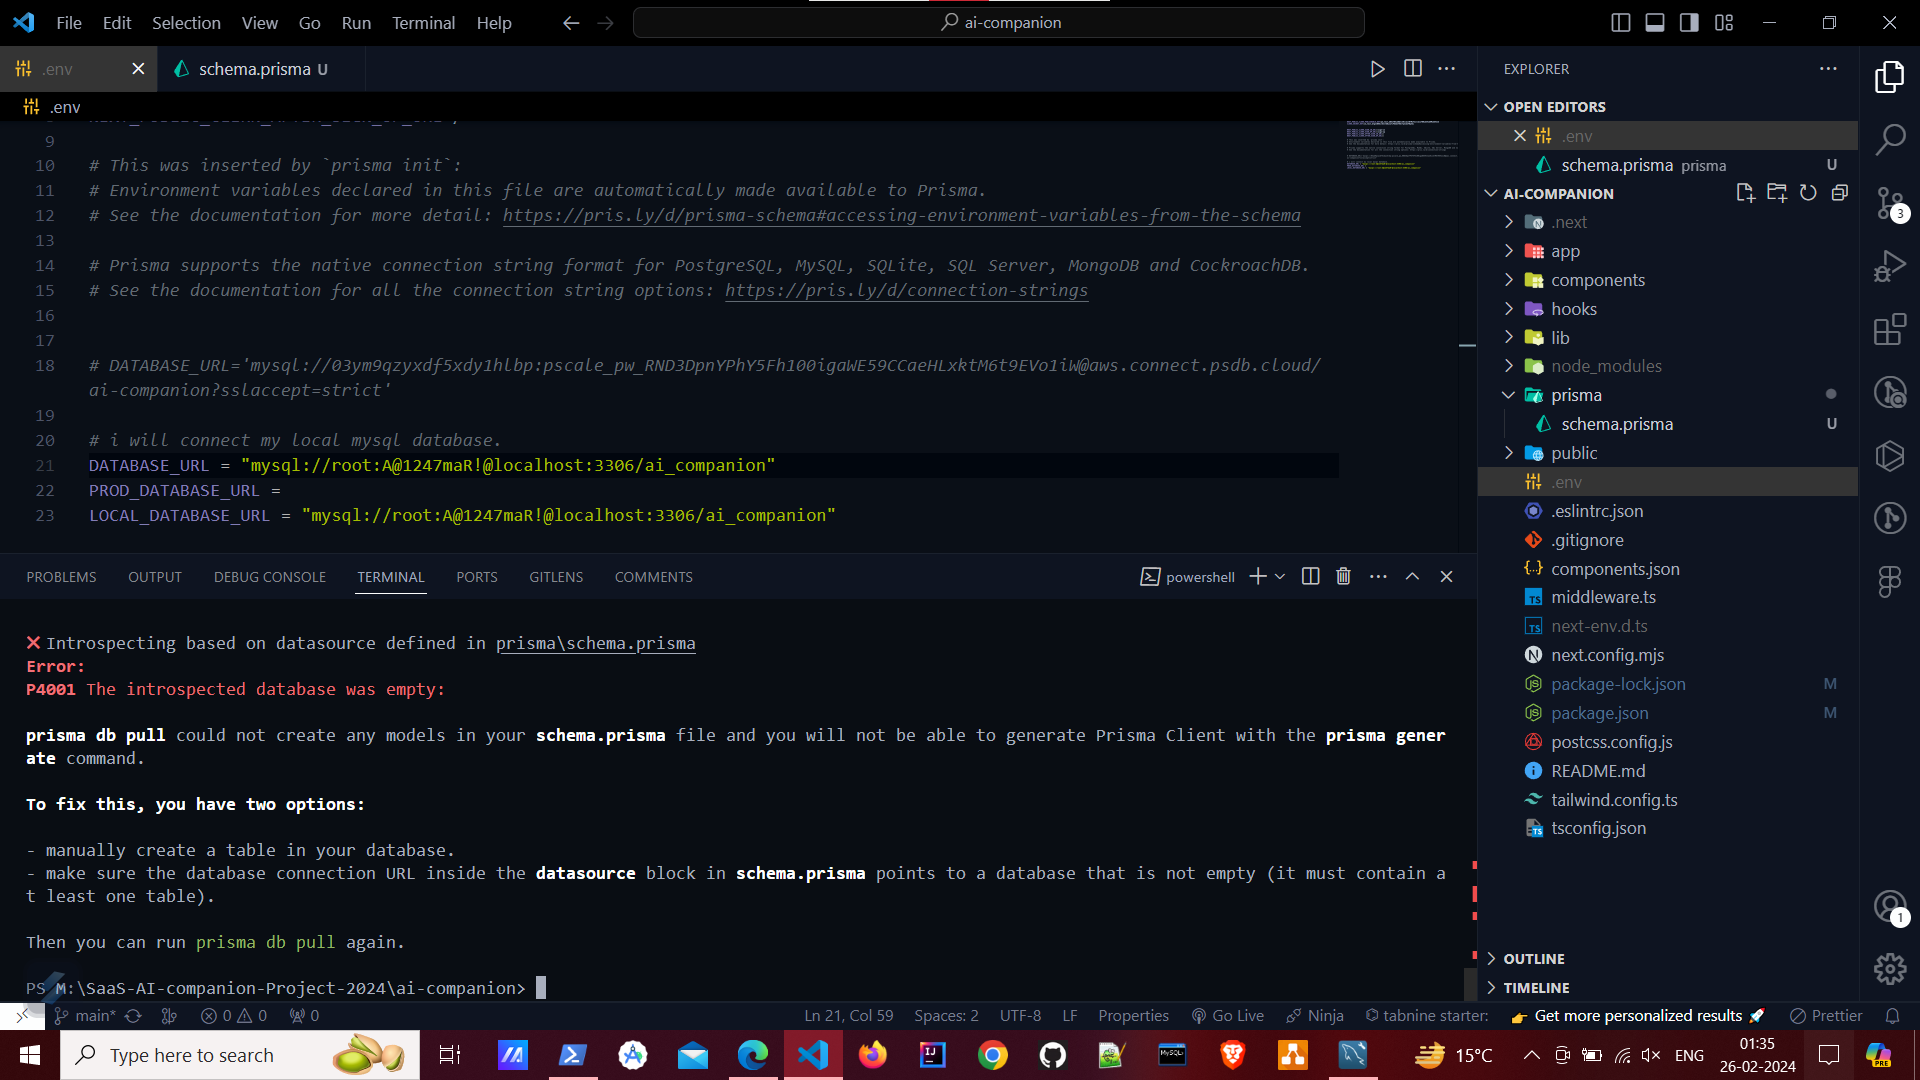 File Edit Selection View Go Run Terminal Help
ai-companion
.env
schema.prisma U
.env
9
10 # This was inserted by `prisma init`:
11 # Environment variables declared in this file are automatically made available to Prisma.
12 # See the documentation for more detail: https://pris.ly/d/prisma-schema#accessing-environment-variables-from-the-schema
13
14 # Prisma supports the native connection string format for PostgreSQL, MySQL, SQLite, SQL Server, MongoDB and CockroachDB.
15 # See the documentation for all the connection string options: https://pris.ly/d/connection-strings
16
17
18 # DATABASE_URL='mysql://03ym9qzyxdf5xdy1hlbp:pscale_pw_RND3DpnYPhY5Fh100igaWE59CCaeHLxktM6t9EVo1iW@aws.connect.psdb.cloud/
ai-companion?sslaccept=strict'
19
20 # i will connect my local mysql database.
21 DATABASE_URL = "mysql://root:A@1247maR!@localhost:3306/ai_companion"
22 PROD_DATABASE_URL =
23 LOCAL_DATABASE_URL = "mysql://root:A@1247maR!@localhost:3306/ai_companion"
PROBLEMS OUTPUT DEBUG CONSOLE TERMINAL PORTS GITLENS COMMENTS
powershell
Introspecting based on datasource defined in prisma\schema.prisma
Error:
P4001 The introspected database was empty:
prisma db pull could not create any models in your schema.prisma file and you will not be able to generate Prisma Client with the prisma gener
ate command.
To fix this, you have two options:
- manually create a table in your database.
- make sure the database connection URL inside the datasource block in schema.prisma points to a database that is not empty (it must contain a
t least one table).
Then you can run prisma db pull again.
PS M:\SaaS-AI-companion-Project-2024\ai-companion>
EXPLORER
OPEN EDITORS
.env
schema.prisma prisma U
AI-COMPANION
.next
app
components
hooks
lib
node_modules
prisma
schema.prisma U
public
.env
.eslintrc.json
.gitignore
components.json
middleware.ts
next-env.d.ts
next.config.mjs
package-lock.json M
package.json M
postcss.config.js
README.md
tailwind.config.ts
tsconfig.json
OUTLINE
TIMELINE
3
1
main* 0 0 0
Ln 21, Col 59 Spaces: 2 UTF-8 LF Properties Go Live Ninja tabnine starter: Get more personalized results Prettier
Type here to search
MySQL
15°C
ENG
01:35
26-02-2024
PRE